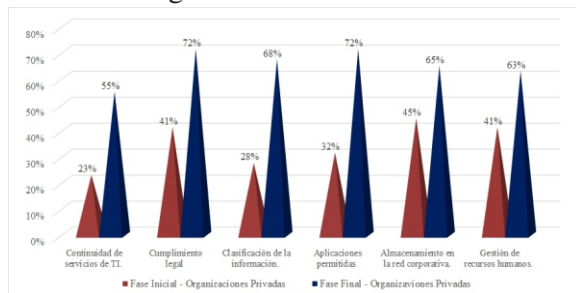 80%
70%
60%
50%
40%
30%
20%
10%
0%
23%
55%
41%
72%
28%
68%
32%
72%
45%
65%
41%
63%
Continuidad de
servicios de TI.
Cumplimiento
legal
Clasificación de la
información.
Aplicaciones
permitidas
Almacenamiento en
la red corporativa.
Gestión de
recursos humanos.
Fase Inicial - Organizaciones Privadas
Fase Final - Organizaviones Privadas